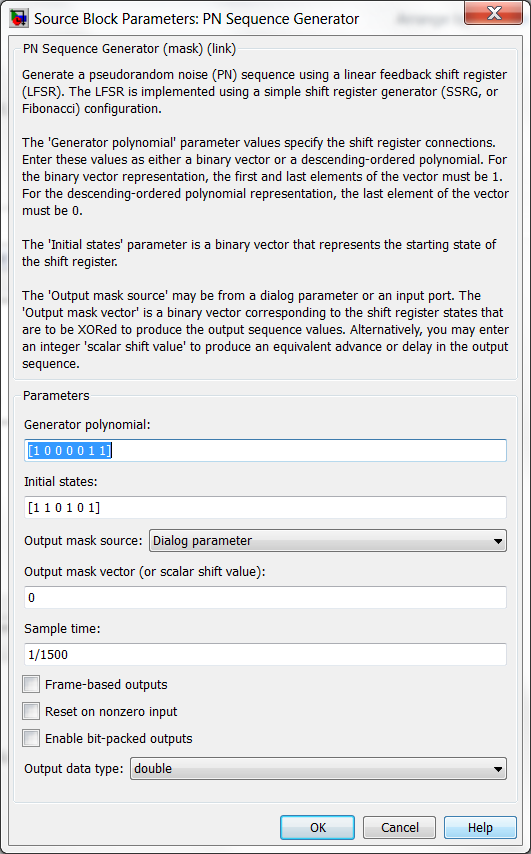 Source Block Parameters: PN Sequence Generator
PN Sequence Generator (mask) (link)
Generate a pseudorandom noise (PN) sequence using a linear feedback shift register
(LFSR). The LFSR is implemented using a simple shift register generator (SSRG, or
Fibonacci) configuration.
The 'Generator polynomial' parameter values specify the shift register connections.
Enter these values as either a binary vector or a descending-ordered polynomial. For
the binary vector representation, the first and last elements of the vector must be 1.
For the descending-ordered polynomial representation, the last element of the vector
must be 0.
The 'Initial states' parameter is a binary vector that represents the starting state of
the shift register.
The 'Output mask source' may be from a dialog parameter or an input port. The
'Output mask vector' is a binary vector corresponding to the shift register states that
are to be XORed to produce the output sequence values. Alternatively, you may enter
an integer 'scalar shift value' to produce an equivalent advance or delay in the output
sequence.
Parameters
Generator polynomial:
[1 0 0 0 0 1 1]
Initial states:
[1 1 0 1 0 1]
Output mask source: Dialog parameter
Output mask vector (or scalar shift value):
0
Sample time:
1/1500
Frame-based outputs
Reset on nonzero input
Enable bit-packed outputs
Output data type: double
OK Cancel Help